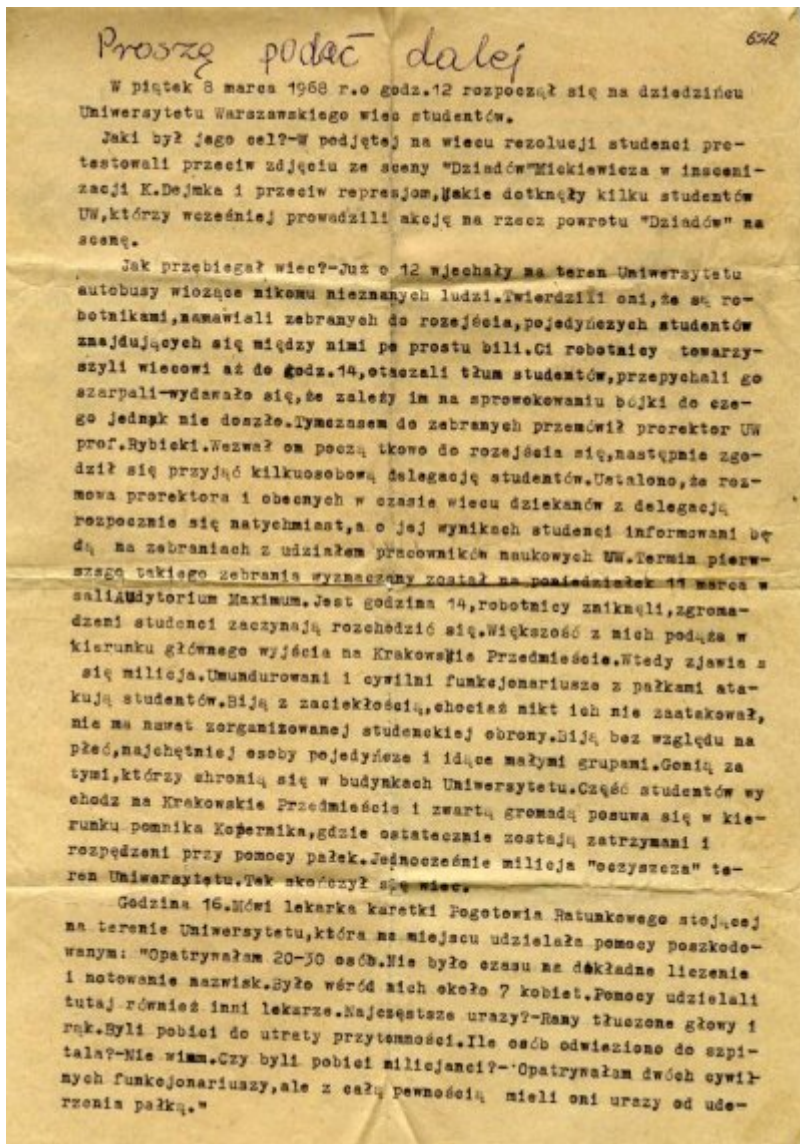 Proszę podać dalej
65/2
W piątek 8 marca 1968 r.o godz.12 rozpoczął się na dziedzińcu
Uniwersytetu Warszawskiego wiec studentów.
Jaki był jego cel?-W podjętej na wiecu rezolucji studenci pro-
testowali przeciw zdjęciu ze sceny "Dziadów"Mickiewicza w insceni-
zacji K.Dejmka i przeciw represjom,jakie dotknęły kilku studentów
UW,którzy wcześniej prowadzili akcję na rzecz powrotu "Dziadów" na
scenę.
Jak przebiegał wiec?-Już o 12 wjechały na teren Uniwersytetu
autobusy wiozące nikomu nieznanych ludzi.Twierdzili oni,że są ro-
botnikami,namawiali zebranych do rozejścia,pojedyńczych studentów
znajdujących się między nimi po prostu bili.Ci robotnicy towarzy-
szyli wiecowi aż do godz.14,otaczali tłum studentów,przepychali go
szarpali-wydawało się,że zależy im na sprowokowaniu bójki do cze-
go jednak nie doszło.Tymczasem do zebranych przemówił prorektor UW
prof.Rybicki.Wezwał on począ tkowo do rozejścia się,następnie zgo-
dził się przyjąć kilkuosobową delegację studentów.Ustalono,że roz-
mowa prorektora i obecnych w czasie wiecu dziekanów z delegacją
rozpocznie się natychmiast,a o jej wynikach studenci informowani bę
dą na zebraniach z udziałem pracowników naukowych UW.Termin pierw-
szego takiego zebrania wyznaczony został na poniedziałek 11 marca w
saliAUdytorium Maximum.Jest godzina 14,robotnicy zniknęli,zgroma-
dzeni studenci zaczynają rozchodzić się.Większość z nich podąża w
kierunku głównego wyjścia na Krakowskie Przedmieście.Wtedy zjawia s
się milicja.Umundurowani i cywilni funkcjonariusze z pałkami ata-
kują studentów.Biją z zaciekłością,chociaż nikt ich nie zaatakował,
nie ma nawet zorganizowanej studenckiej obrony.Biją bez względu na
płeć,najchętniej osoby pojedyńcze i idące małymi grupami.Gonią za
tymi,którzy chronią się w budynkach Uniwersytetu.Część studentów wy
chodz na Krakowskie Przedmieście i zwartą gromadą posuwa się w kie-
runku pomnika Kopernika,gdzie ostatecznie zostają zatrzymani i
rozpędzeni przy pomocy pałek.Jednocześnie milicja "oczyszcza" te-
ren Uniwersytetu.Tak skończył się wiec.
Godzina 16.Mówi lekarka karetki Pogotowia Ratunkowego stojącej
na terenie Uniwersytetu,która na miejscu udzielała pomocy poszkodo-
wanym: "Opatrywałam 20-30 osób.Nie było czasu na dokładne liczenie
i notowanie nazwisk.Było wśród nich około 7 kobiet.Pomocy udzielali
tutaj również inni lekarze.Najczęstsze urazy?-Rany tłuczone głowy i
rąk.Byli pobici do utraty przytomności.Ile osób odwieziono do szpi-
tala?-Nie wiem.Czy byli pobici milicjanci?-Opatrywałam dwóch cywil-
nych funkcjonariuszy,ale z całą pewnością mieli oni urazy od ude-
rzenia pałką."